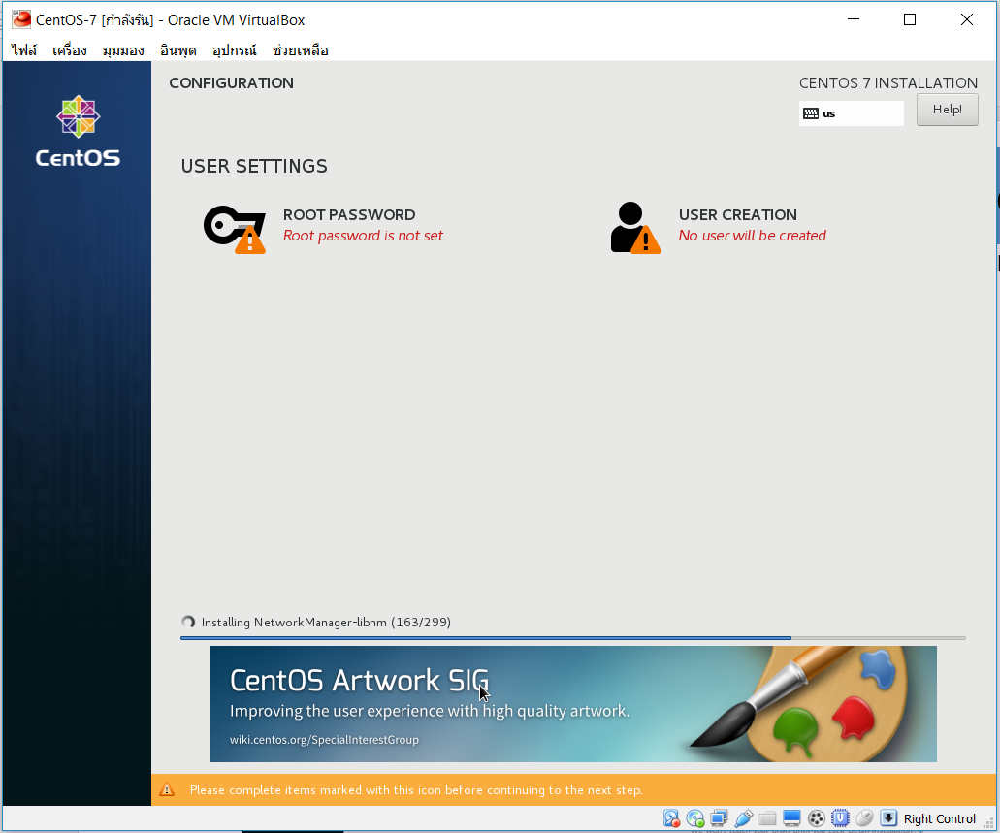 CentOS-7 [กำลังรัน] - Oracle VM VirtualBox
ไฟล์ เครื่อง มุมมอง อินพุต อุปกรณ์ ช่วยเหลือ
CentOS
CONFIGURATION
CENTOS 7 INSTALLATION
us
Help!
USER SETTINGS
ROOT PASSWORD
Root password is not set
USER CREATION
No user will be created
Installing NetworkManager-libnm (163/299)
CentOS Artwork SIG
Improving the user experience with high quality artwork.
wiki.centos.org/SpecialInterestGroup
Please complete items marked with this icon before continuing to the next step.
Right Control